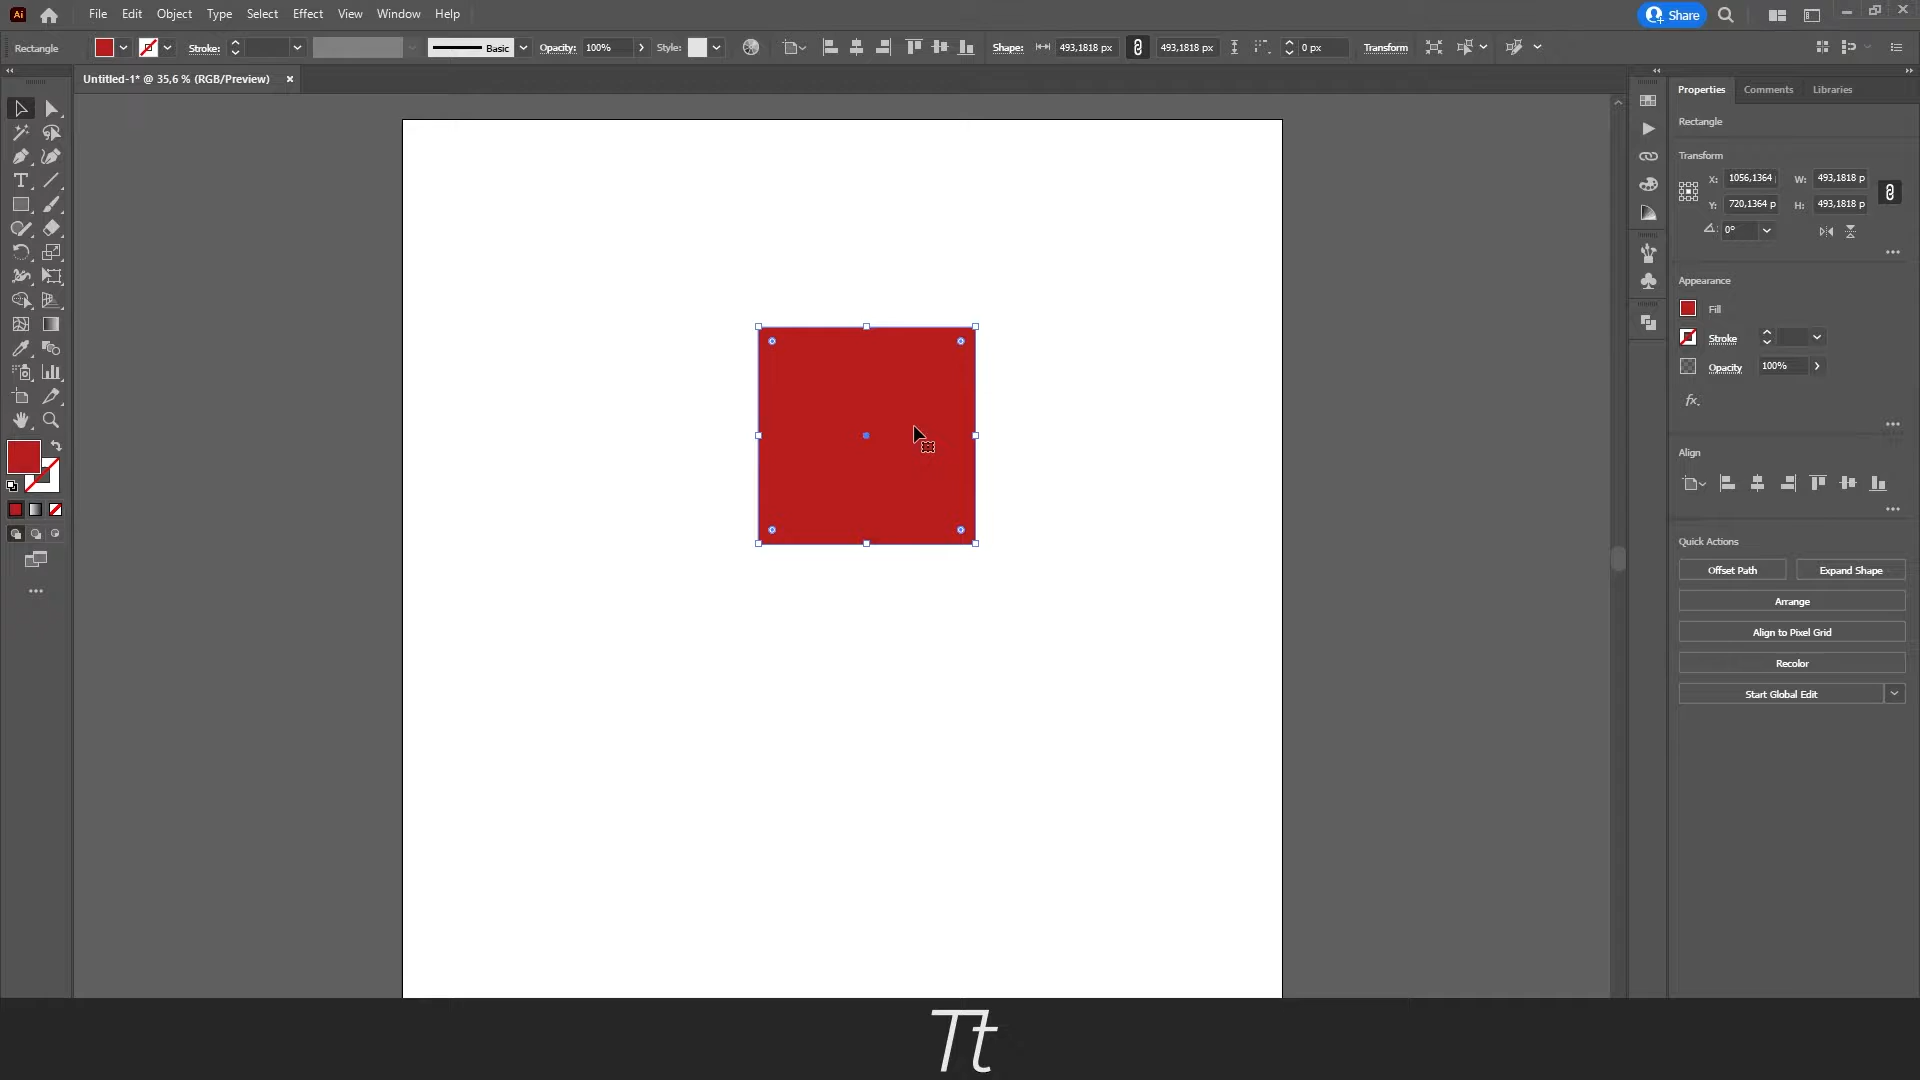 Ai File Edit Object Type Select Effect View Window Help Share
Rectangle Stroke: Basic Opacity: 100% Style: Shape: 493,1818 px 493,1818 px 0 px Transform
Untitled-1* @ 35,6 % (RGB/Preview) ×
Properties Comments Libraries
Rectangle
Transform
X: 1056,1364 W: 493,1818 p
Y: 720,1364 p H: 493,1818 p
0°
Appearance
Fill
Stroke
Opacity 100%
fx.
Align
Quick Actions
Offset Path Expand Shape
Arrange
Align to Pixel Grid
Recolor
Start Global Edit
Tt